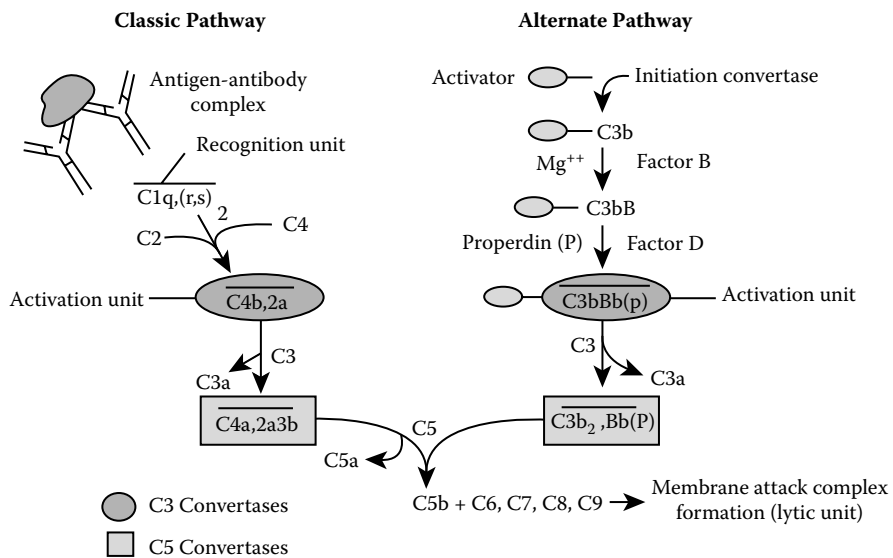 Classic Pathway
Alternate Pathway
Antigen-antibody
complex
Recognition unit
C1q,(r,s)
2
C2
C4
Activation unit
C4b,2a
C3
C3a
C4a,2a3b
Activator
Initiation convertase
C3b
Mg++
Factor B
C3bB
Properdin (P)
Factor D
C3bBb(p)
Activation unit
C3
C3a
C3b2 ,Bb(P)
C5
C5a
C5b + C6, C7, C8, C9
Membrane attack complex
formation (lytic unit)
C3 Convertases
C5 Convertases